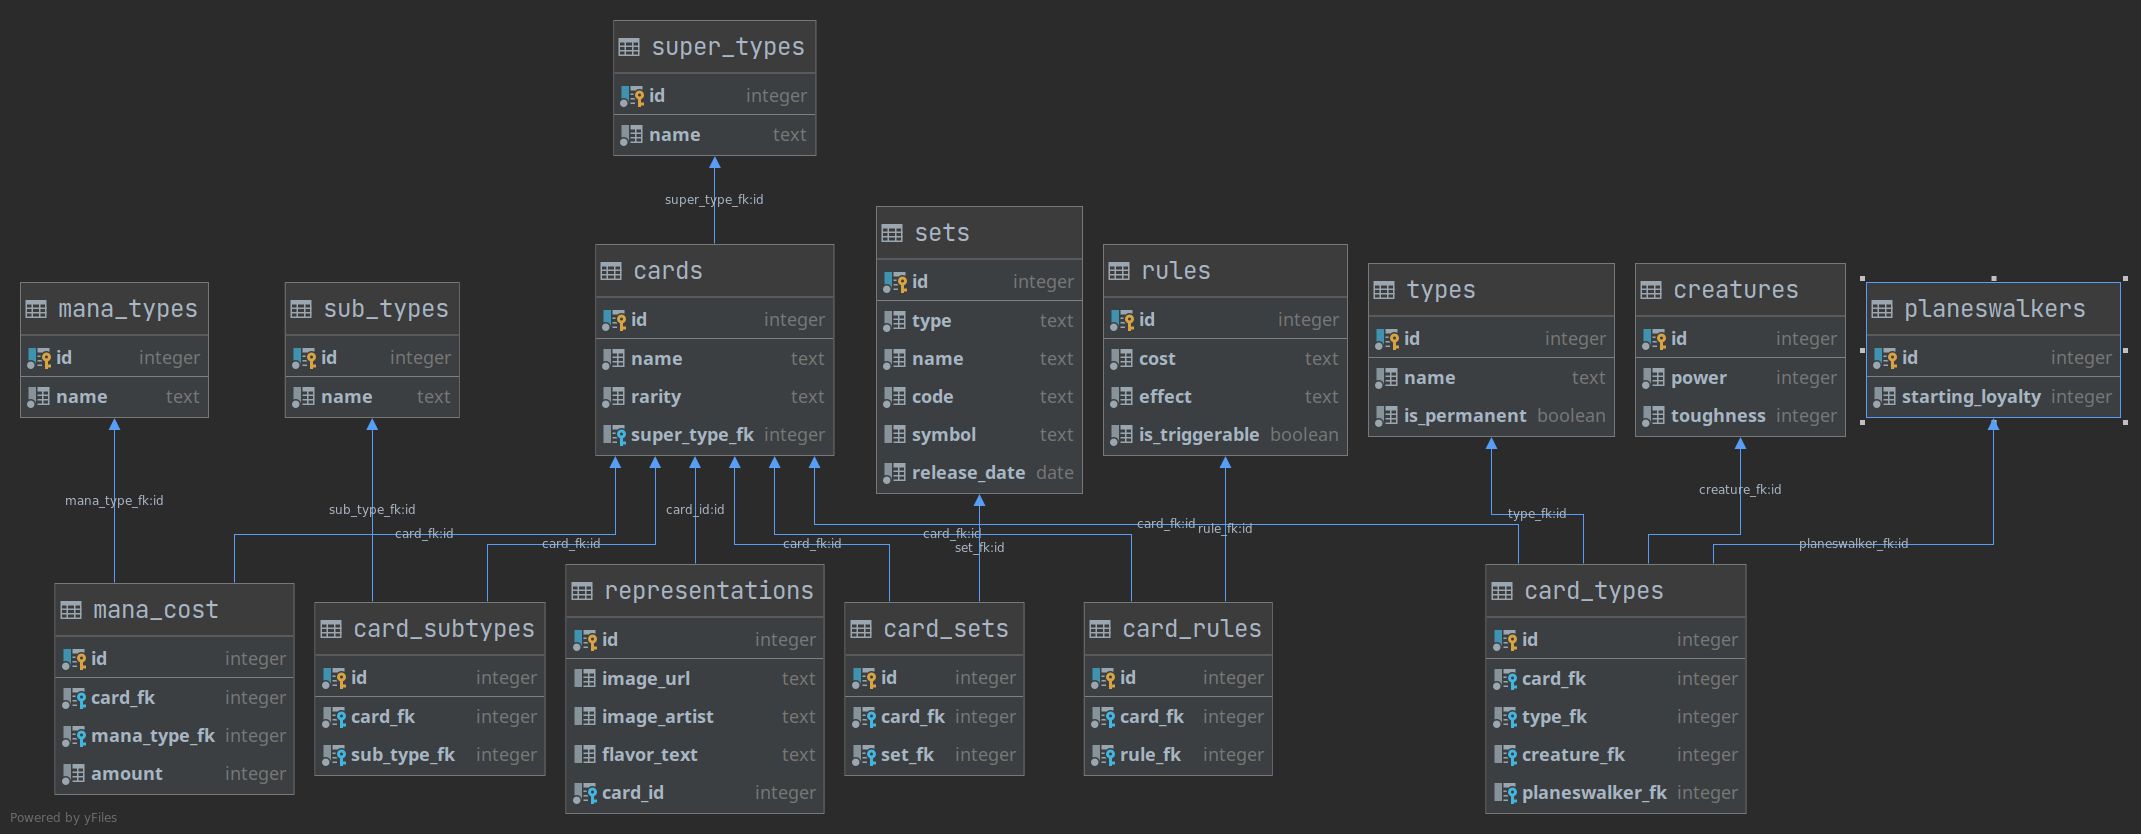 super_types
id integer
name text
super_type_fk:id
mana_types
id integer
name text
sub_types
id integer
name text
cards
id integer
name text
rarity text
super_type_fk integer
sets
id integer
type text
name text
code text
symbol text
release_date date
rules
id integer
cost text
effect text
is_triggerable boolean
types
id integer
name text
is_permanent boolean
creatures
id integer
power integer
toughness integer
planeswalkers
id integer
starting_loyalty integer
mana_type_fk:id
sub_type_fk:id
card_fk:id
card_fk:id
card_id:id
card_fk:id
card_fk:id
set_fk:id
card_fk:id
rule_fk:id
type_fk:id
creature_fk:id
planeswalker_fk:id
mana_cost
id integer
card_fk integer
mana_type_fk integer
amount integer
card_subtypes
id integer
card_fk integer
sub_type_fk integer
representations
id integer
image_url text
image_artist text
flavor_text text
card_id integer
card_sets
id integer
card_fk integer
set_fk integer
card_rules
id integer
card_fk integer
rule_fk integer
card_types
id integer
card_fk integer
type_fk integer
creature_fk integer
planeswalker_fk integer
Powered by yFiles